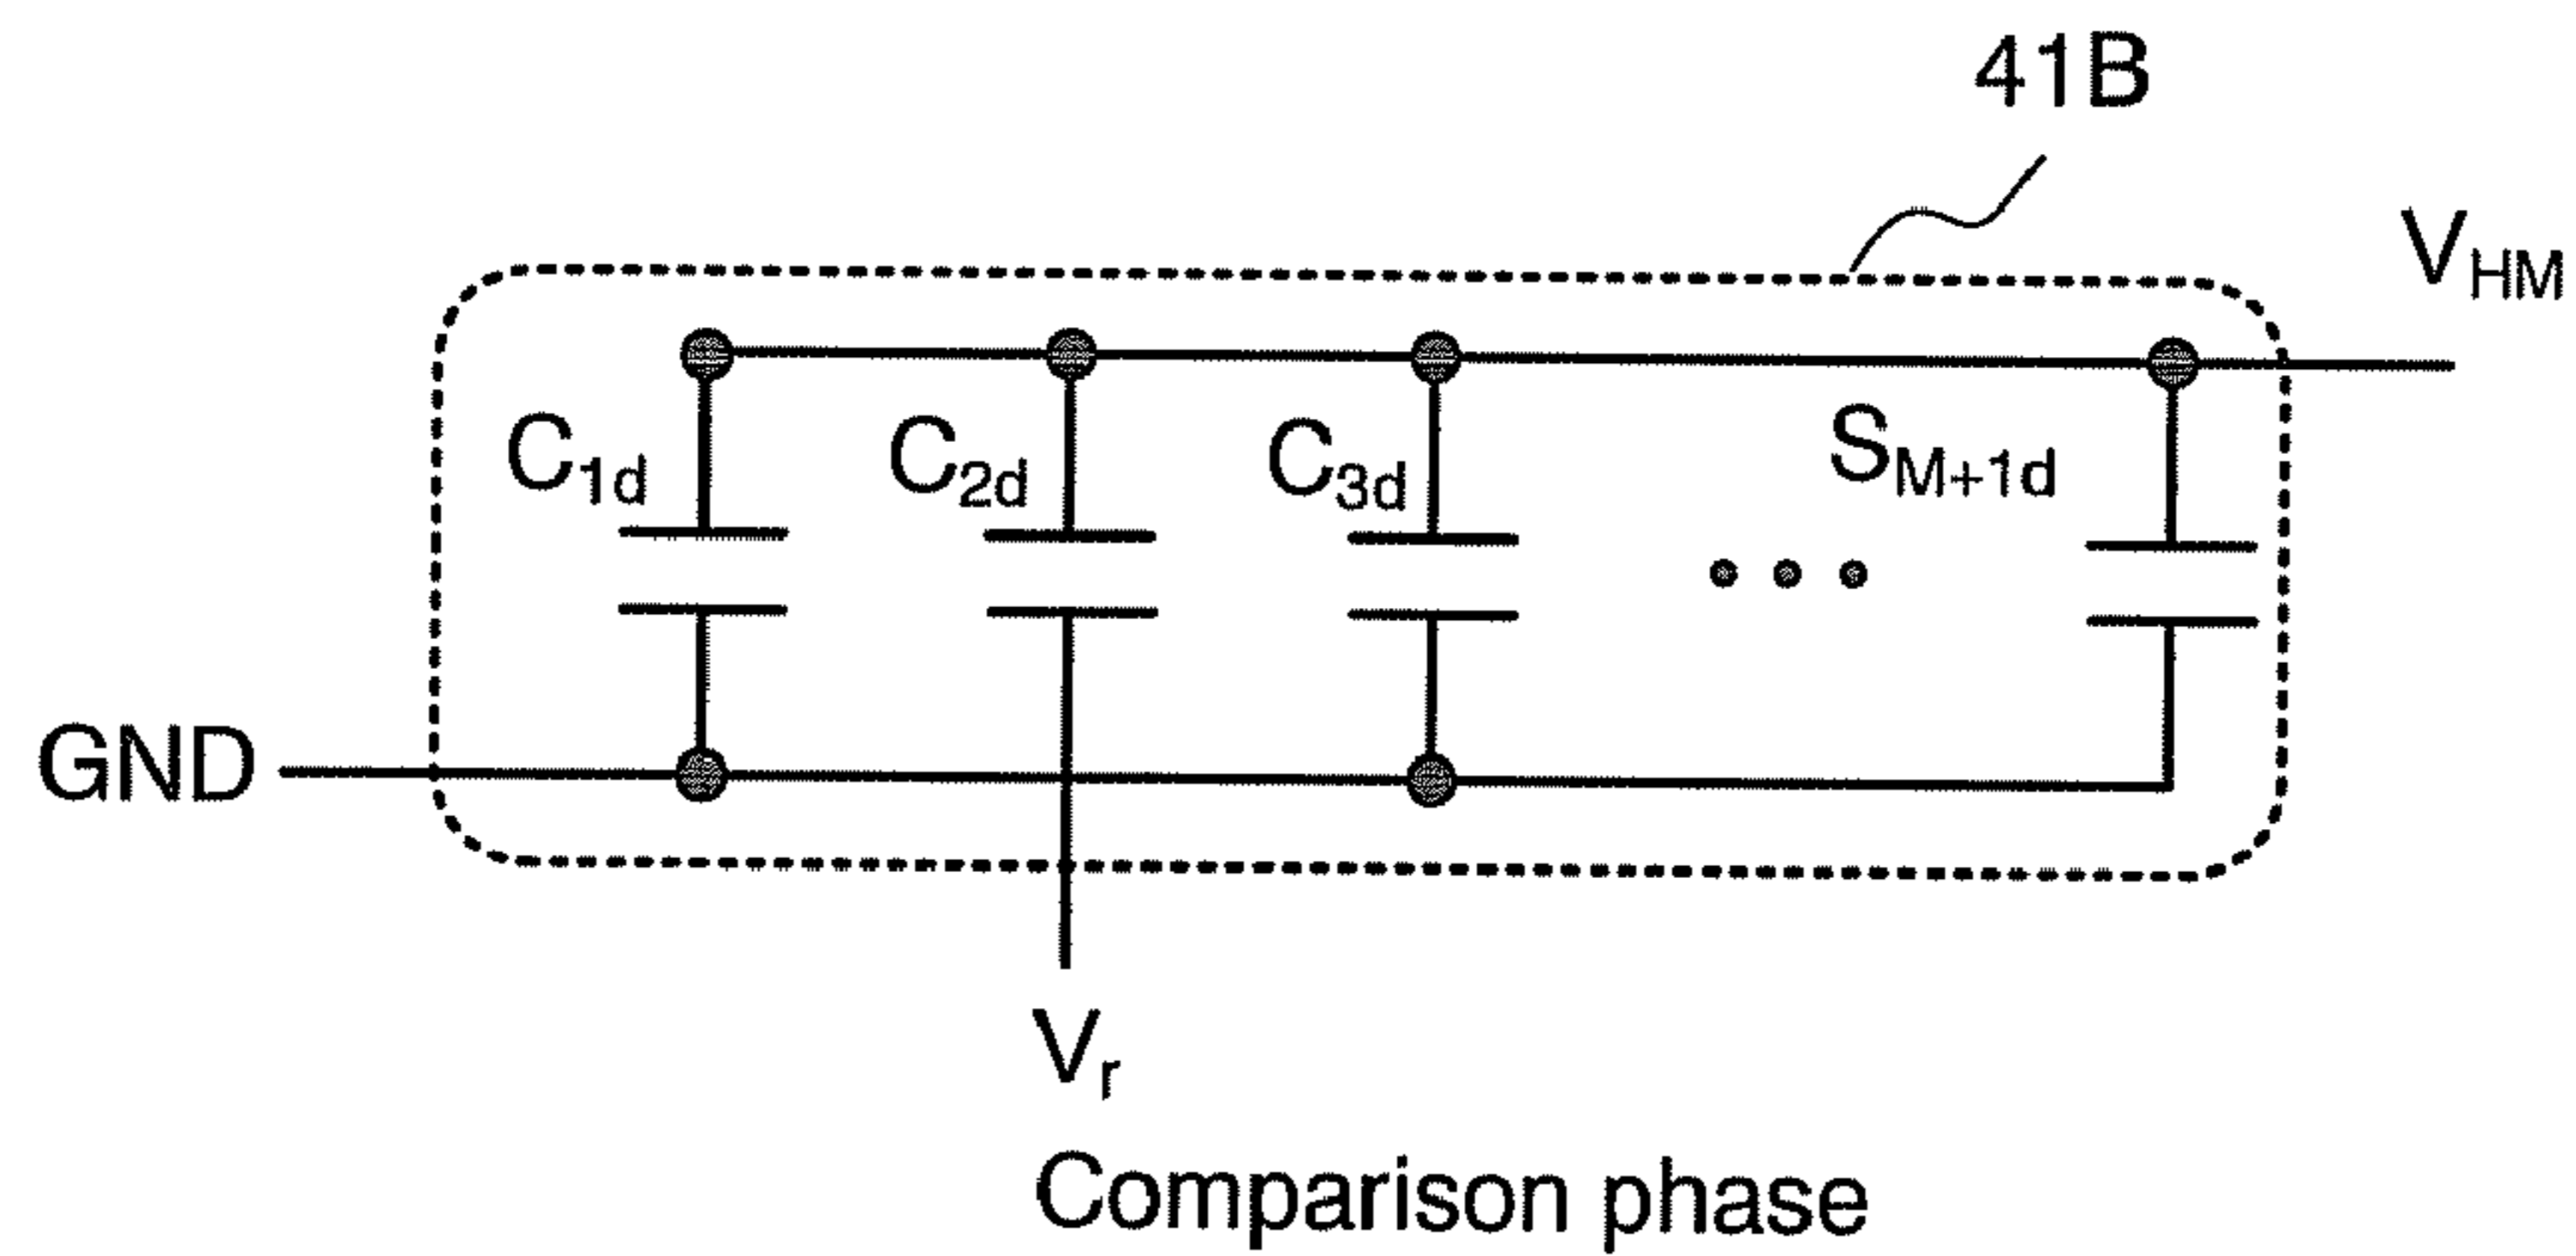 41B
V_HM
C_1d C_2d C_3d S_M+1d
GND
V_r
Comparison phase